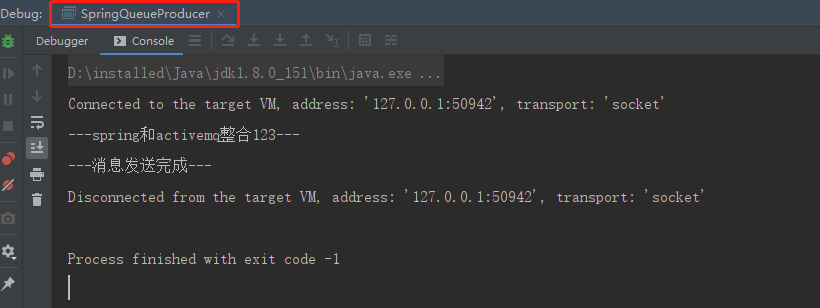 Debug: SpringQueueProducer ×
Debugger Console
D:\installed\Java\jdk1.8.0_151\bin\java.exe ...
Connected to the target VM, address: '127.0.0.1:50942', transport: 'socket'
---spring和activemq整合123---
---消息发送完成---
Disconnected from the target VM, address: '127.0.0.1:50942', transport: 'socket'
Process finished with exit code -1